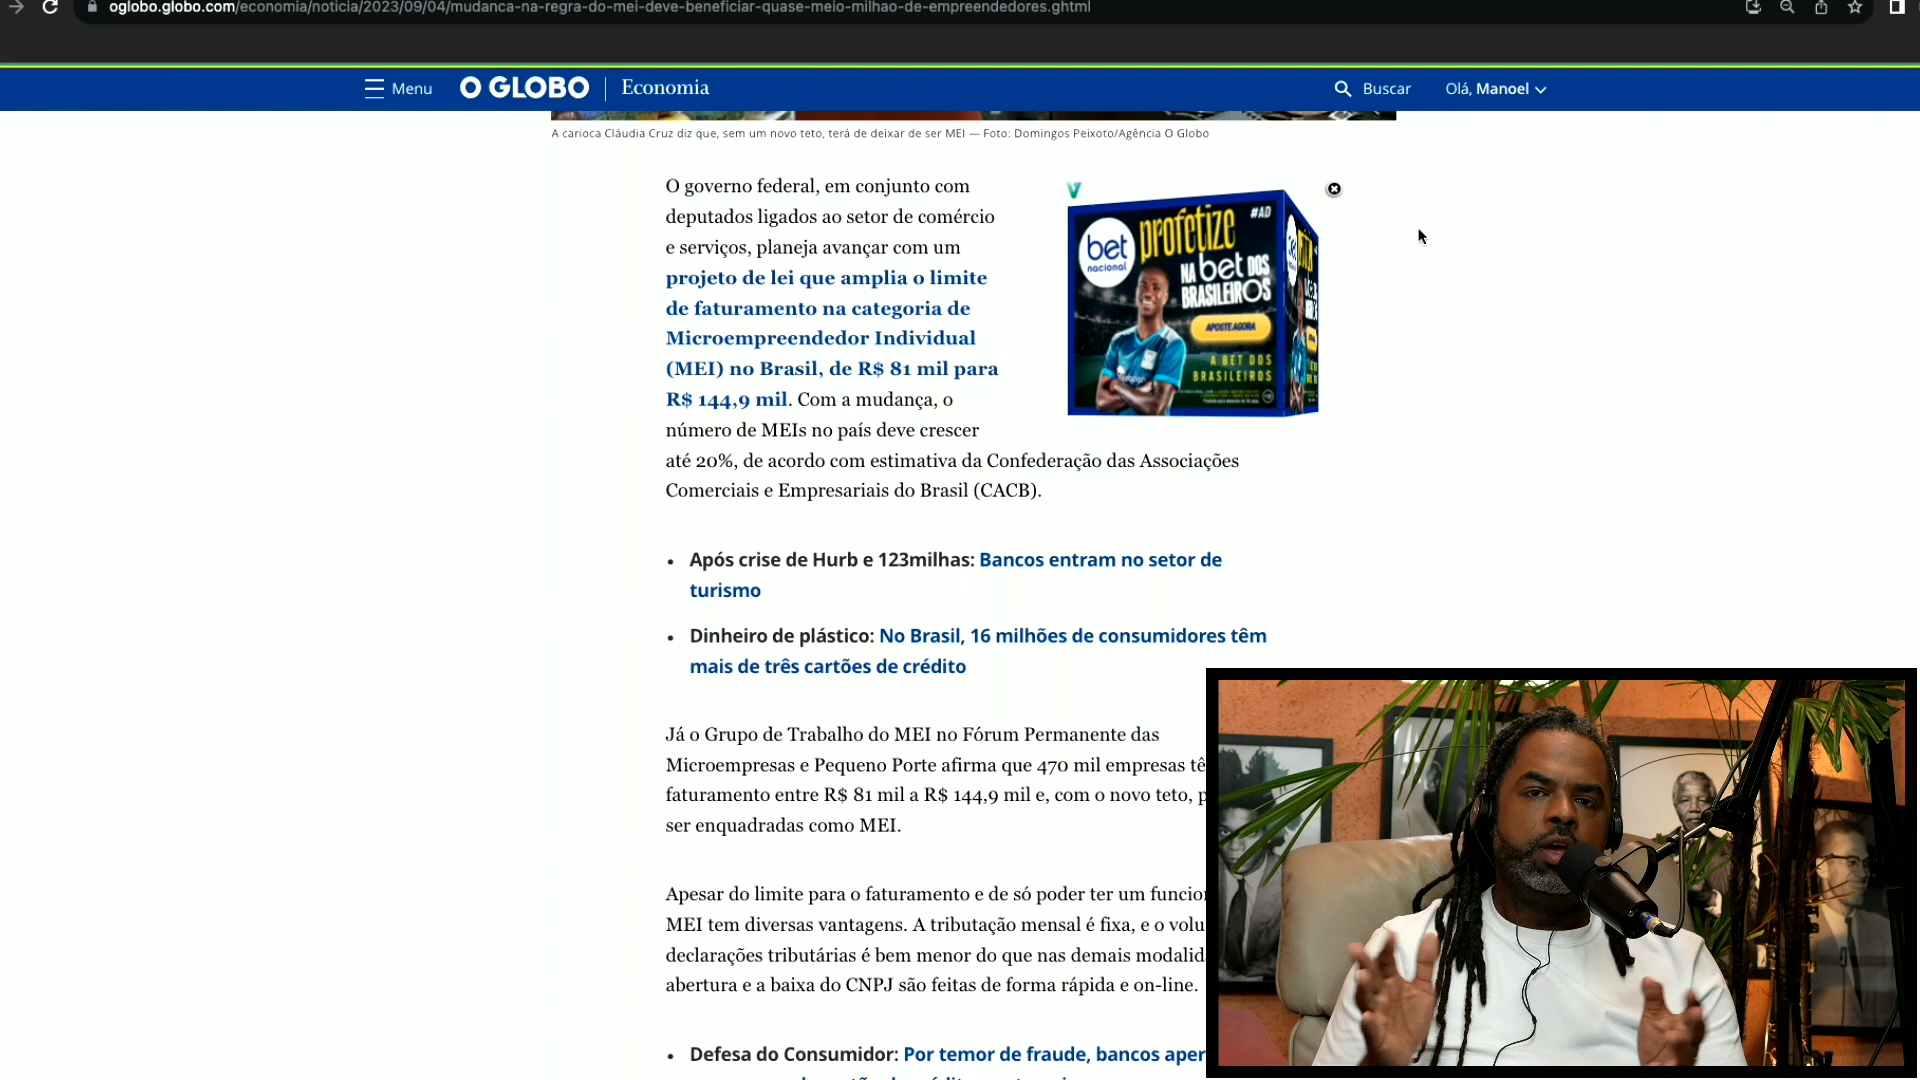 oglobo.globo.com/economia/noticia/2023/09/04/mudanca-na-regra-do-mei-deve-beneficiar-quase-meio-milhao-de-empreendedores.ghtml
Menu O GLOBO Economia Buscar Olá, Manoel
A carioca Cláudia Cruz diz que, sem um novo teto, terá de deixar de ser MEI — Foto: Domingos Peixoto/Agência O Globo
O governo federal, em conjunto com
deputados ligados ao setor de comércio
e serviços, planeja avançar com um
projeto de lei que amplia o limite
de faturamento na categoria de
Microempreendedor Individual
(MEI) no Brasil, de R$ 81 mil para
R$ 144,9 mil. Com a mudança, o
número de MEIs no país deve crescer
até 20%, de acordo com estimativa da Confederação das Associações
Comerciais e Empresariais do Brasil (CACB).
#AD
bet
nacional
profetize
NA bet DOS
BRASILEIROS
APOSTE AGORA
A BET DOS
BRASILEIROS
• Após crise de Hurb e 123milhas: Bancos entram no setor de
turismo
• Dinheiro de plástico: No Brasil, 16 milhões de consumidores têm
mais de três cartões de crédito
Já o Grupo de Trabalho do MEI no Fórum Permanente das
Microempresas e Pequeno Porte afirma que 470 mil empresas tê
faturamento entre R$ 81 mil a R$ 144,9 mil e, com o novo teto, p
ser enquadradas como MEI.
Apesar do limite para o faturamento e de só poder ter um funcio
MEI tem diversas vantagens. A tributação mensal é fixa, e o volu
declarações tributárias é bem menor do que nas demais modalid
abertura e a baixa do CNPJ são feitas de forma rápida e on-line.
• Defesa do Consumidor: Por temor de fraude, bancos aper